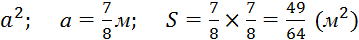 a²; a = 7/8 м; S = 7/8 × 7/8 = 49/64 (м²)